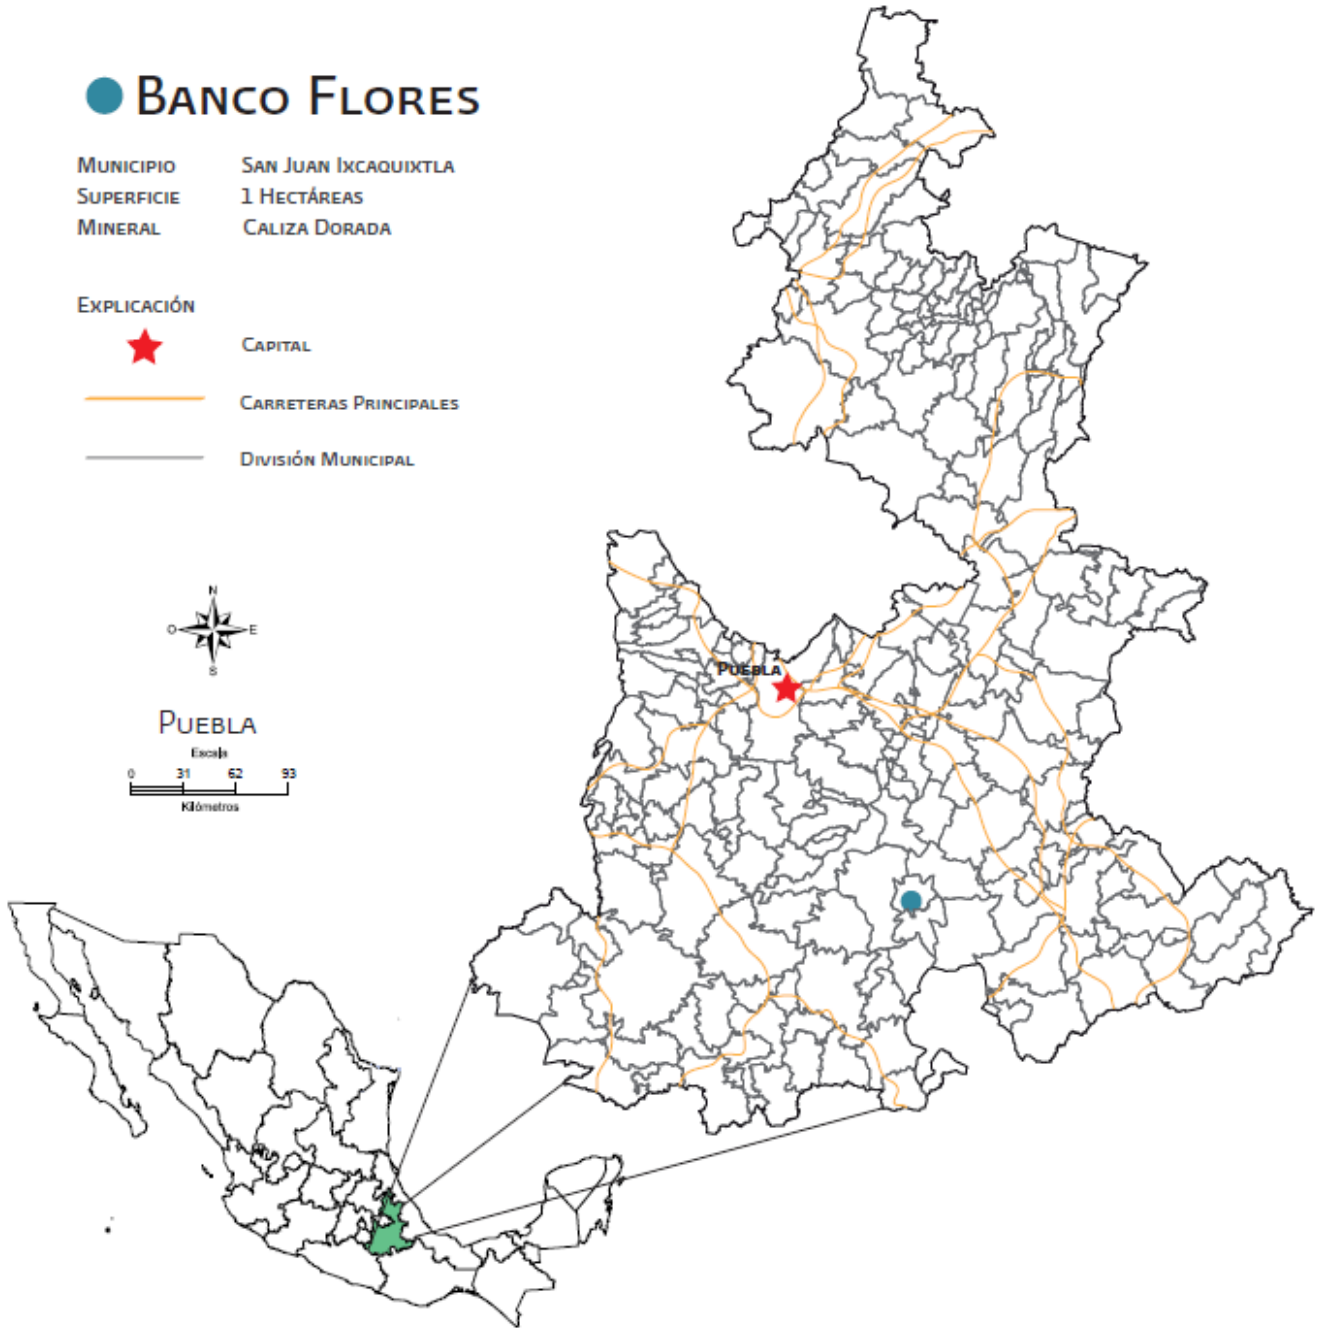 BANCO FLORES
MUNICIPIO SAN JUAN IXCAQUIXTLA
SUPERFICIE 1 HECTÁREAS
MINERAL CALIZA DORADA
EXPLICACIÓN
CAPITAL
CARRETERAS PRINCIPALES
DIVISIÓN MUNICIPAL
N
O E
S
PUEBLA
PUEBLA
Escala
0 31 62 93
Kilómetros